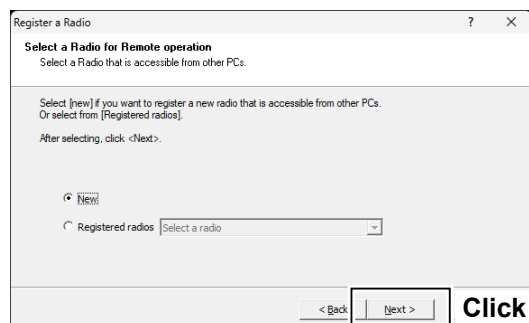 Register a Radio ? ×
Select a Radio for Remote operation
Select a Radio that is accessible from other PCs.
Select [new] if you want to register a new radio that is accessible from other PCs.
Or select from [Registered radios].
After selecting, click <Next>.
New
Registered radios Select a radio
< Back Next > Click